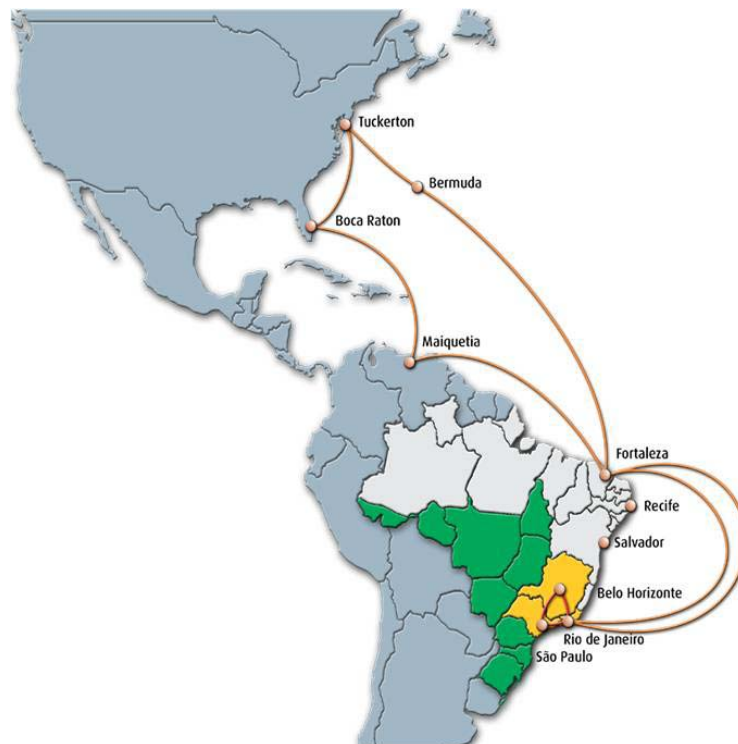 Tuckerton
Bermuda
Boca Raton
Maiquetia
Fortaleza
Recife
Salvador
Belo Horizonte
Rio de Janeiro
São Paulo